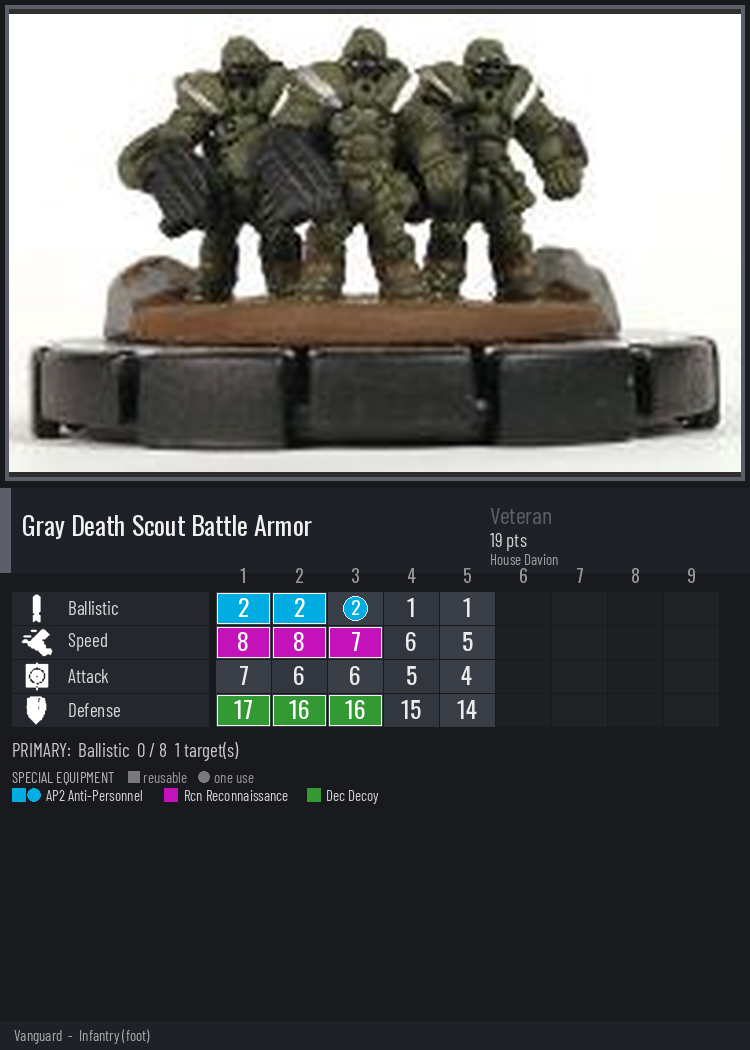 Gray Death Scout Battle Armor
Veteran
19 pts
House Davion
1 2 3 4 5 6 7 8 9
Ballistic 2 2 2 1 1
Speed 8 8 7 6 5
Attack 7 6 6 5 4
Defense 17 16 16 15 14
PRIMARY: Ballistic 0 / 8 1 target(s)
SPECIAL EQUIPMENT reusable one use
AP2 Anti-Personnel Rcn Reconnaissance Dec Decoy
Vanguard - Infantry (foot)